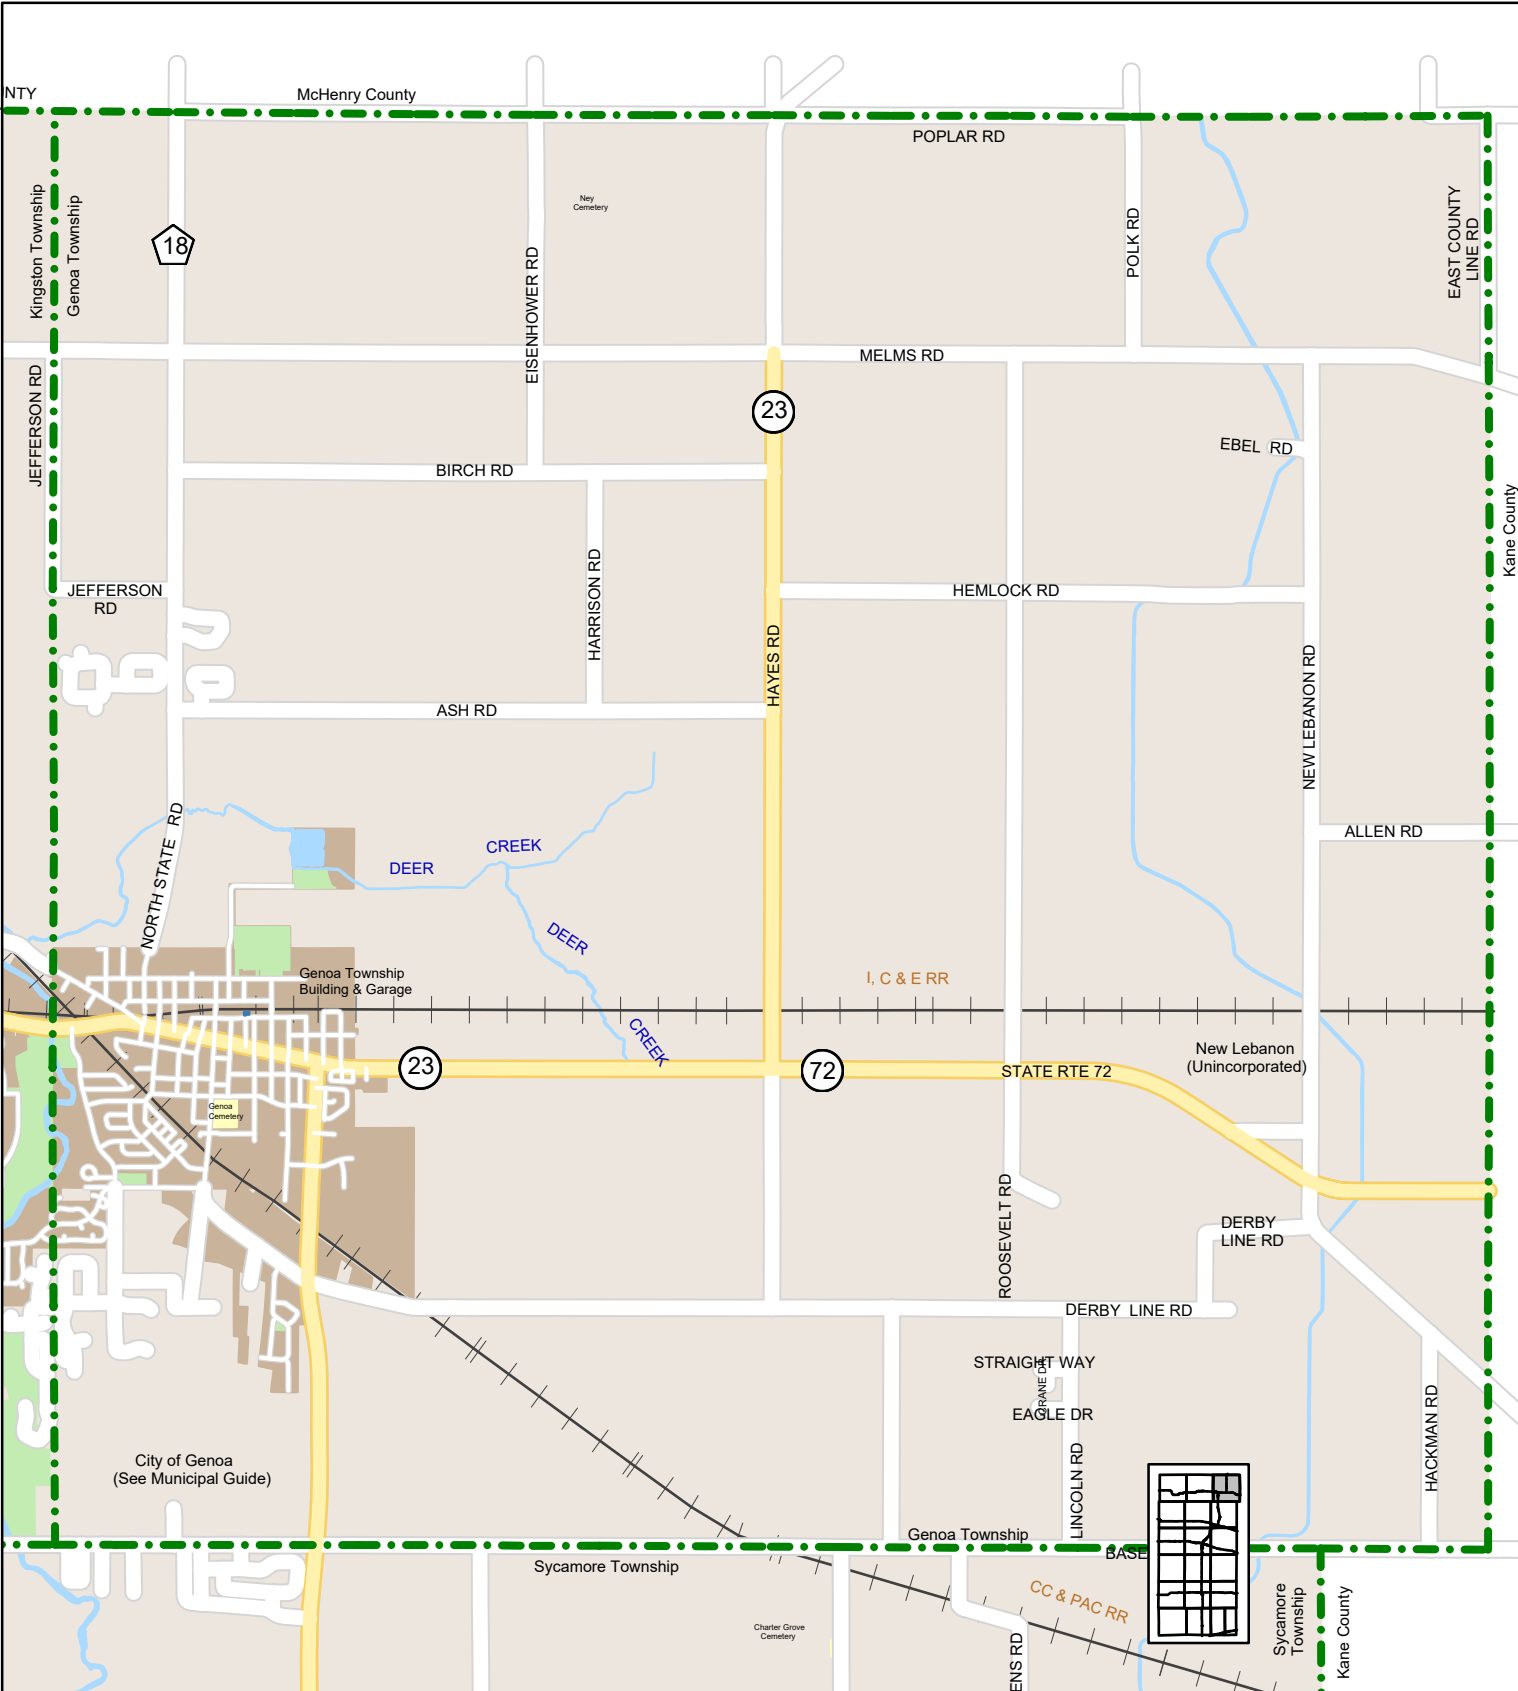 NTY
McHenry County
POPLAR RD
Kingston Township
Genoa Township
18
Ney
Cemetery
EISENHOWER RD
POLK RD
EAST COUNTY
LINE RD
MELMS RD
JEFFERSON RD
23
BIRCH RD
EBEL RD
Kane County
JEFFERSON
RD
HARRISON RD
HEMLOCK RD
HAYES RD
NEW LEBANON RD
ASH RD
NORTH STATE RD
ALLEN RD
DEER
CREEK
DEER
CREEK
Genoa Township
Building & Garage
I, C & E RR
23
72
STATE RTE 72
New Lebanon
(Unincorporated)
Genoa
Cemetery
ROOSEVELT RD
DERBY
LINE RD
DERBY LINE RD
STRAIGHT WAY
EAGLE DR
LINCOLN RD
HACKMAN RD
City of Genoa
(See Municipal Guide)
Genoa Township
Sycamore Township
BASE
CC & PAC RR
Charter Grove
Cemetery
ENS RD
Sycamore
Township
Kane County